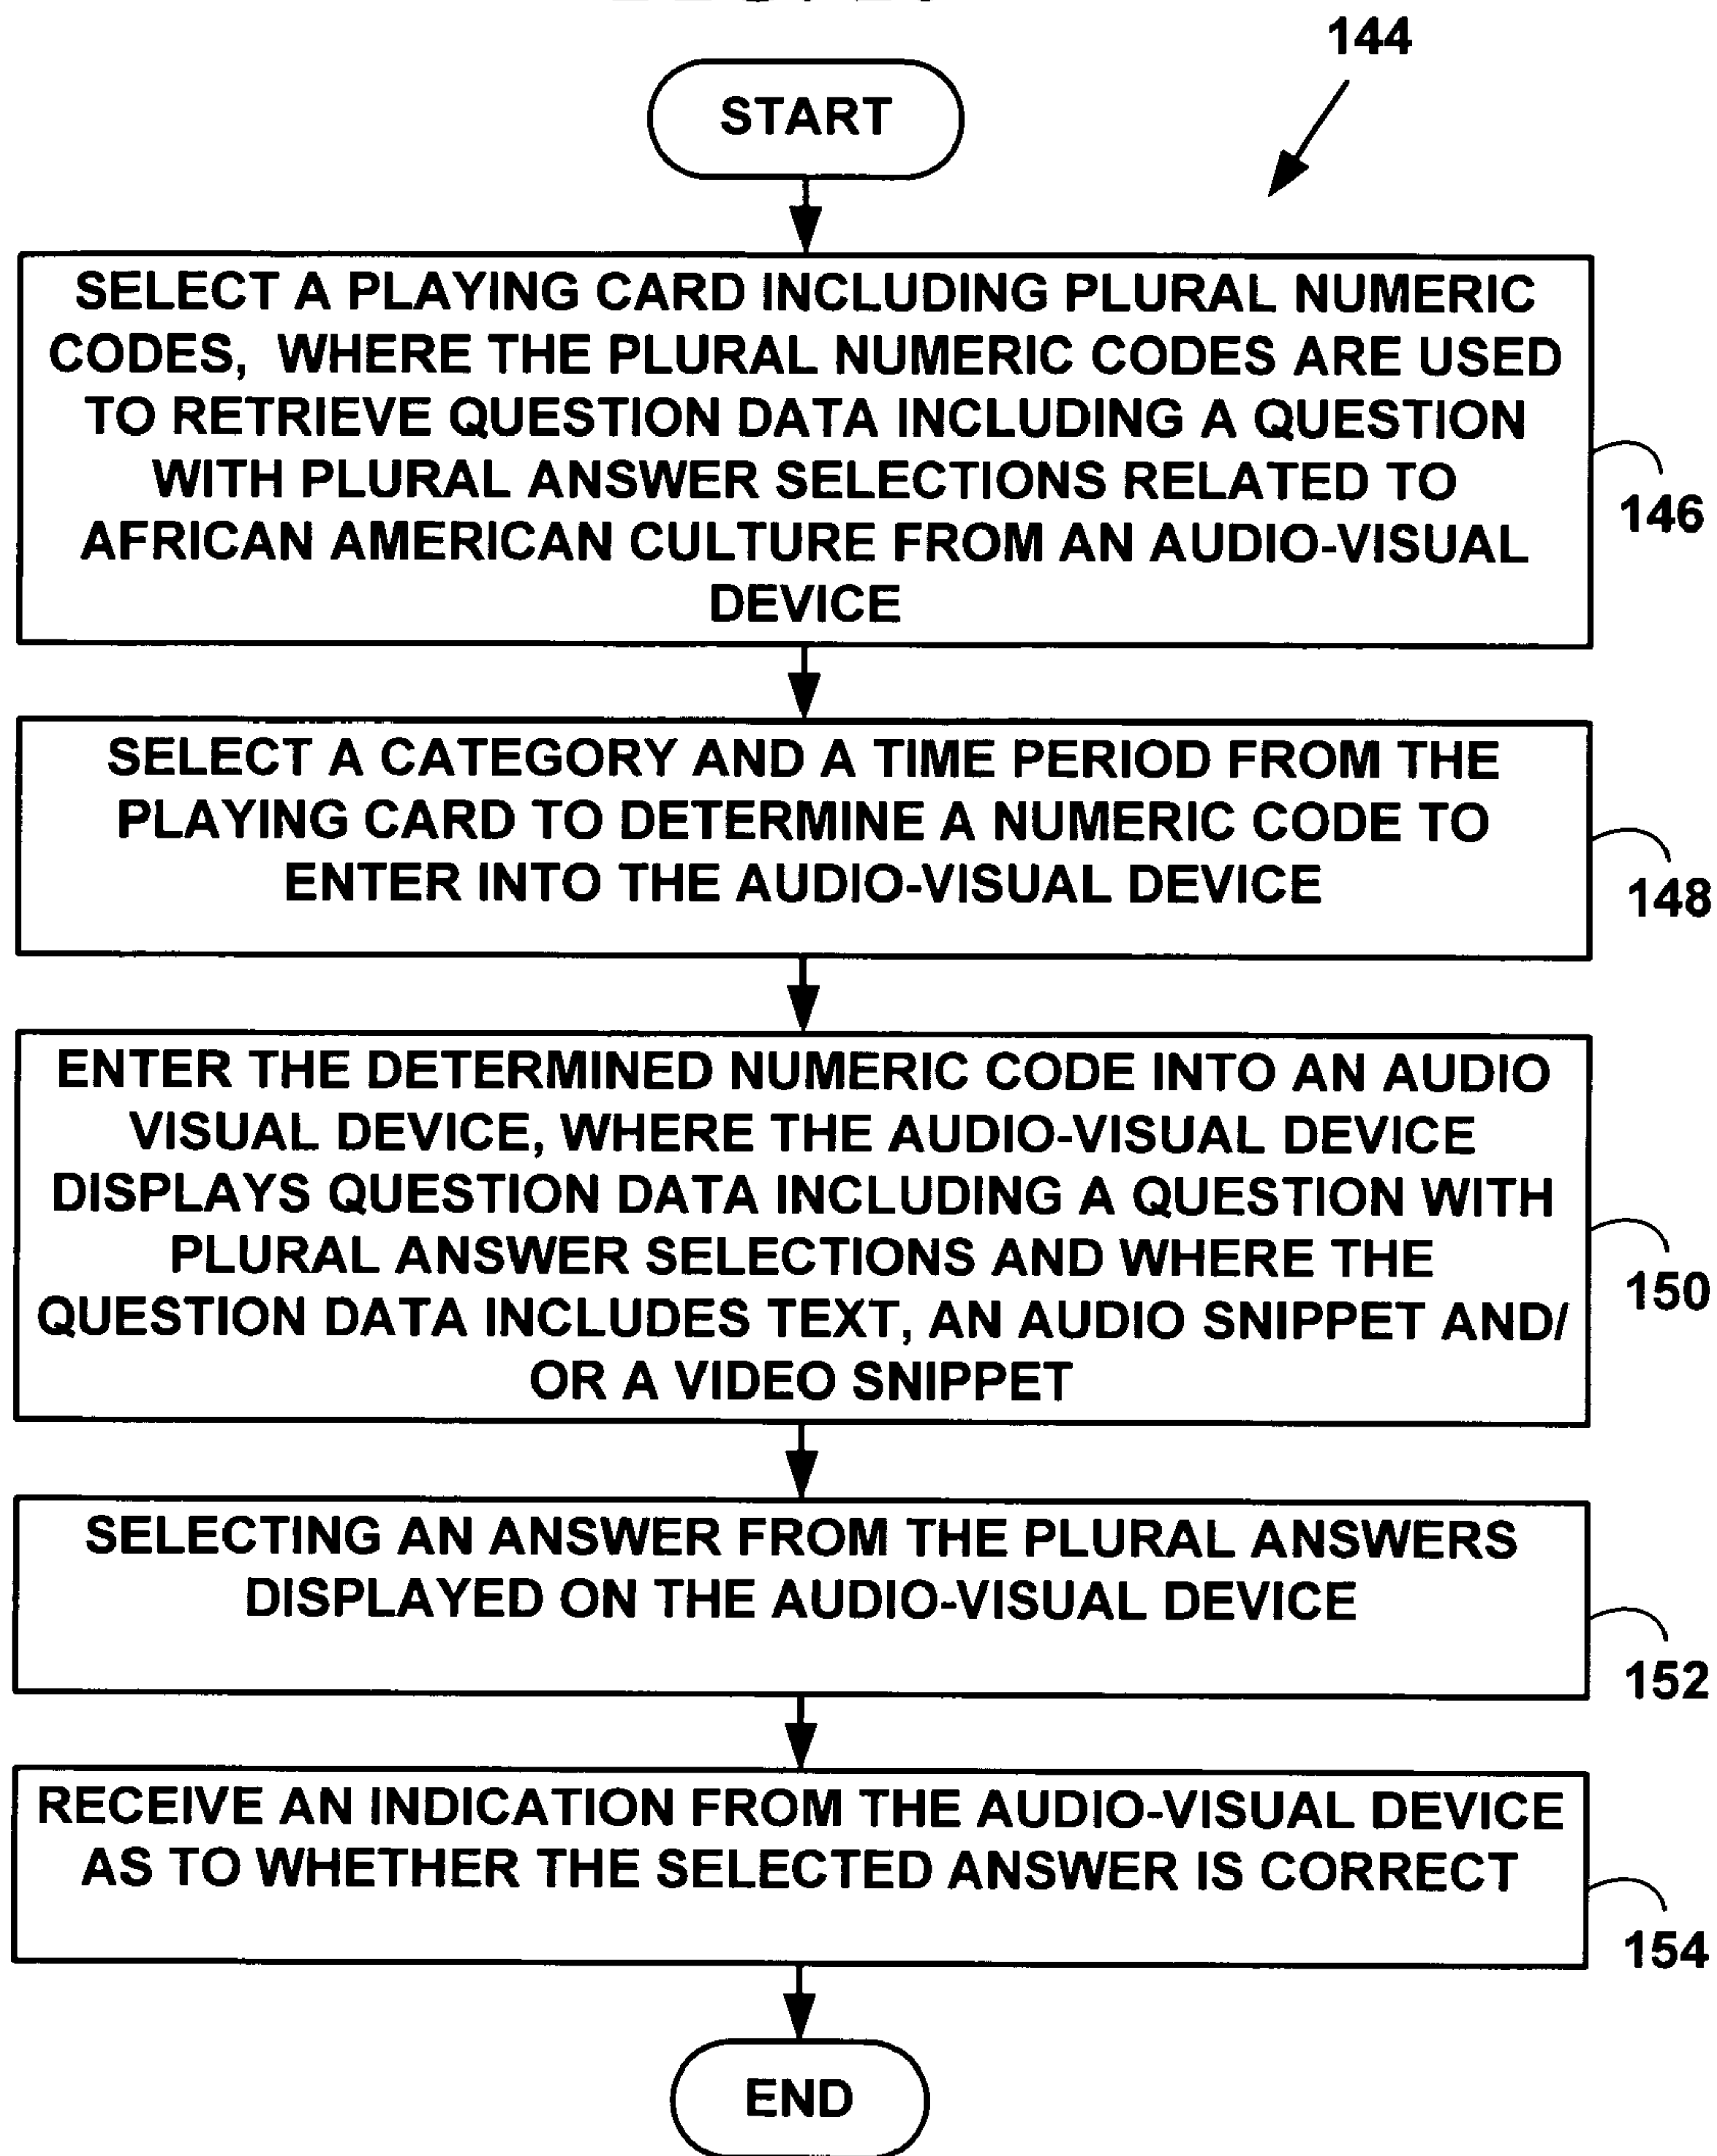 144
START
SELECT A PLAYING CARD INCLUDING PLURAL NUMERIC
CODES, WHERE THE PLURAL NUMERIC CODES ARE USED
TO RETRIEVE QUESTION DATA INCLUDING A QUESTION
WITH PLURAL ANSWER SELECTIONS RELATED TO
AFRICAN AMERICAN CULTURE FROM AN AUDIO-VISUAL
DEVICE
146
SELECT A CATEGORY AND A TIME PERIOD FROM THE
PLAYING CARD TO DETERMINE A NUMERIC CODE TO
ENTER INTO THE AUDIO-VISUAL DEVICE
148
ENTER THE DETERMINED NUMERIC CODE INTO AN AUDIO
VISUAL DEVICE, WHERE THE AUDIO-VISUAL DEVICE
DISPLAYS QUESTION DATA INCLUDING A QUESTION WITH
PLURAL ANSWER SELECTIONS AND WHERE THE
QUESTION DATA INCLUDES TEXT, AN AUDIO SNIPPET AND/
OR A VIDEO SNIPPET
150
SELECTING AN ANSWER FROM THE PLURAL ANSWERS
DISPLAYED ON THE AUDIO-VISUAL DEVICE
152
RECEIVE AN INDICATION FROM THE AUDIO-VISUAL DEVICE
AS TO WHETHER THE SELECTED ANSWER IS CORRECT
154
END